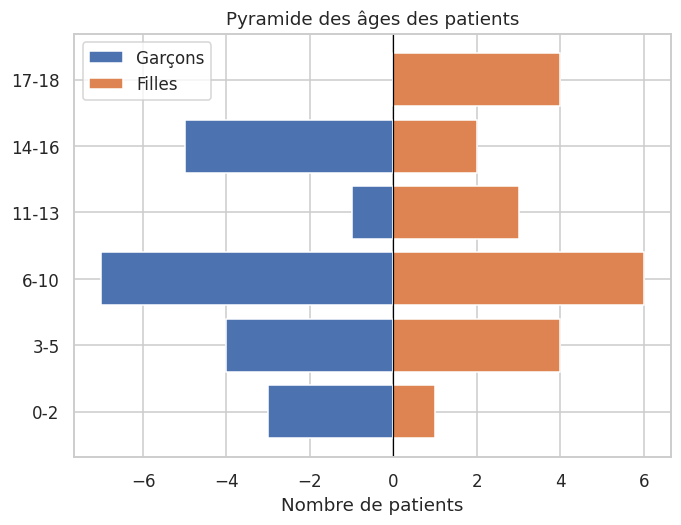 Pyramide des âges des patients
Garçons
Filles
17-18
14-16
11-13
6-10
3-5
0-2
−6 −4 −2 0 2 4 6
Nombre de patients